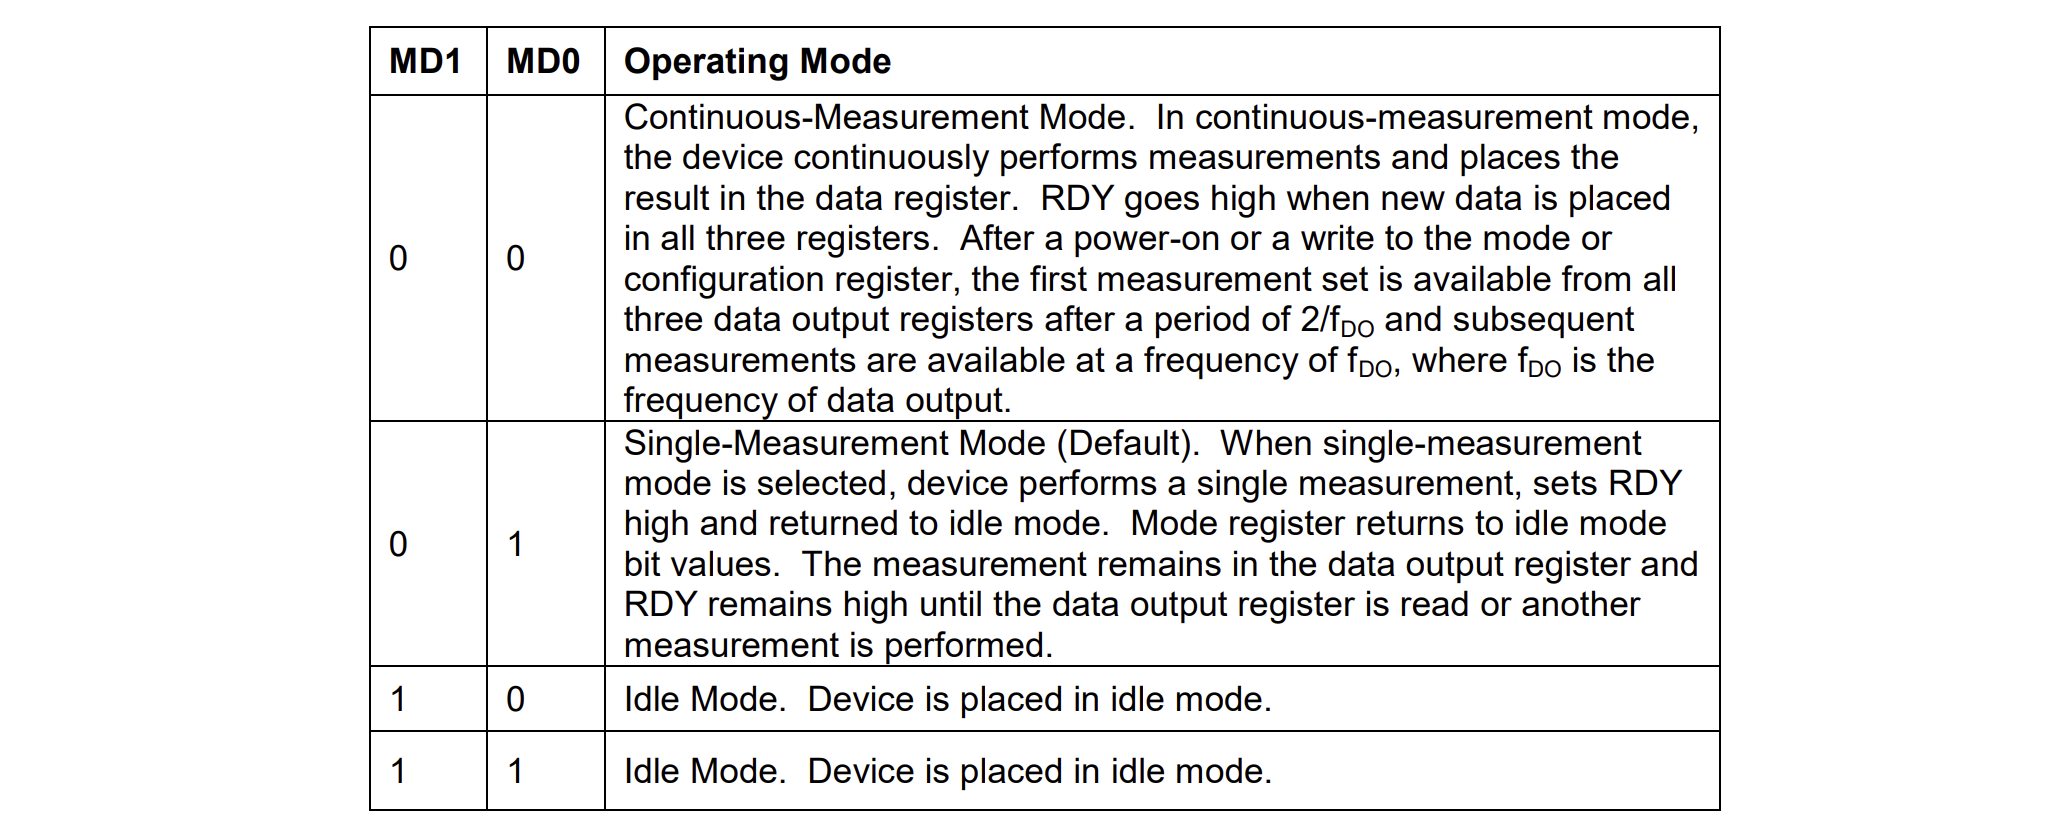 MD1 MD0 Operating Mode
Continuous-Measurement Mode.  In continuous-measurement mode,
the device continuously performs measurements and places the
result in the data register.  RDY goes high when new data is placed
0 0 in all three registers.  After a power-on or a write to the mode or
configuration register, the first measurement set is available from all
three data output registers after a period of 2/fDO and subsequent
measurements are available at a frequency of fDO, where fDO is the
frequency of data output.
Single-Measurement Mode (Default).  When single-measurement
mode is selected, device performs a single measurement, sets RDY
high and returned to idle mode.  Mode register returns to idle mode
0 1 bit values.  The measurement remains in the data output register and
RDY remains high until the data output register is read or another
measurement is performed.
1 0 Idle Mode.  Device is placed in idle mode.
1 1 Idle Mode.  Device is placed in idle mode.